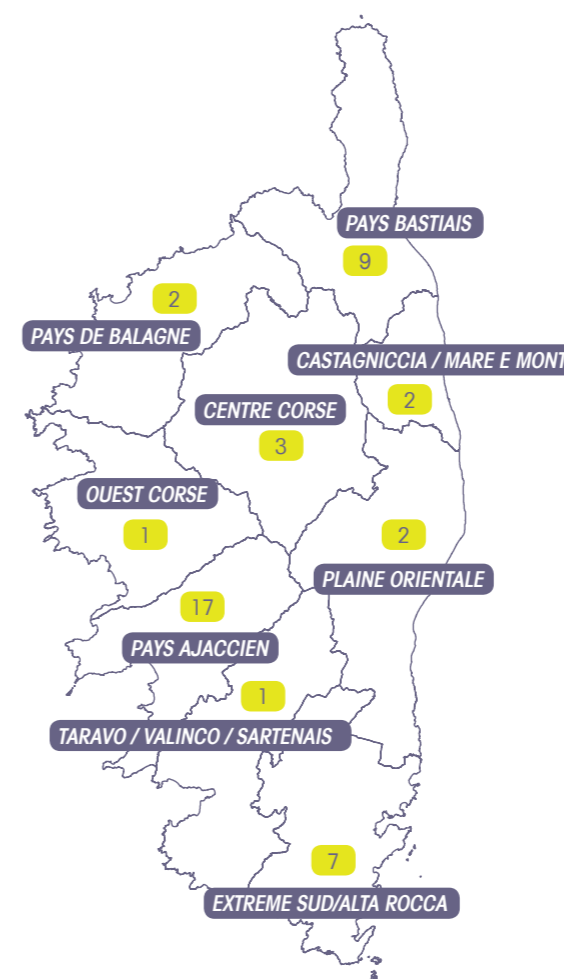 PAYS BASTIAIS
9
2
PAYS DE BALAGNE
CASTAGNICCIA / MARE E MONT
2
CENTRE CORSE
3
OUEST CORSE
1
2
PLAINE ORIENTALE
17
PAYS AJACCIEN
1
TARAVO / VALINCO / SARTENAIS
7
EXTREME SUD/ALTA ROCCA